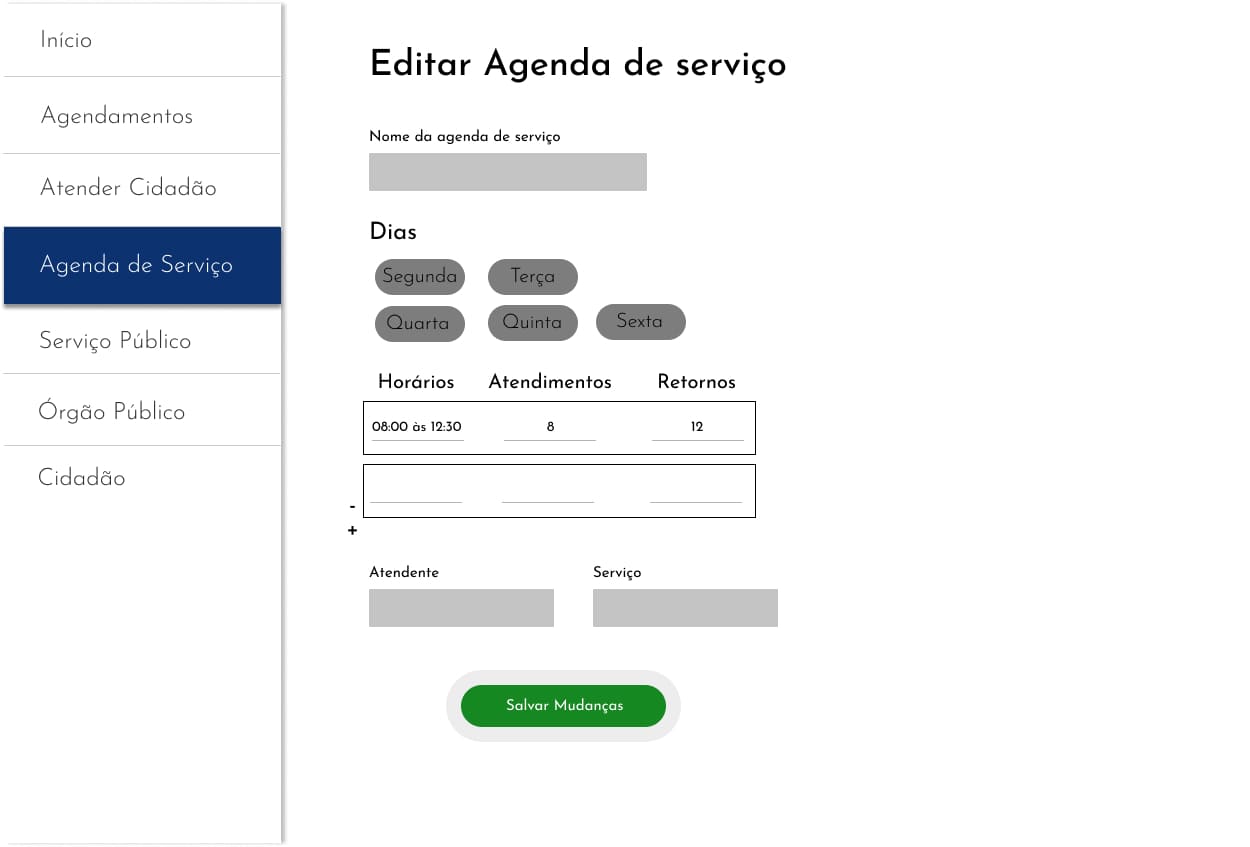 Início
Agendamentos
Atender Cidadão
Agenda de Serviço
Serviço Público
Órgão Público
Cidadão
Editar Agenda de serviço
Nome da agenda de serviço
Dias
Segunda Terça
Quarta Quinta Sexta
Horários Atendimentos Retornos
08:00 às 12:30 8 12
-
+
Atendente Serviço
Salvar Mudanças